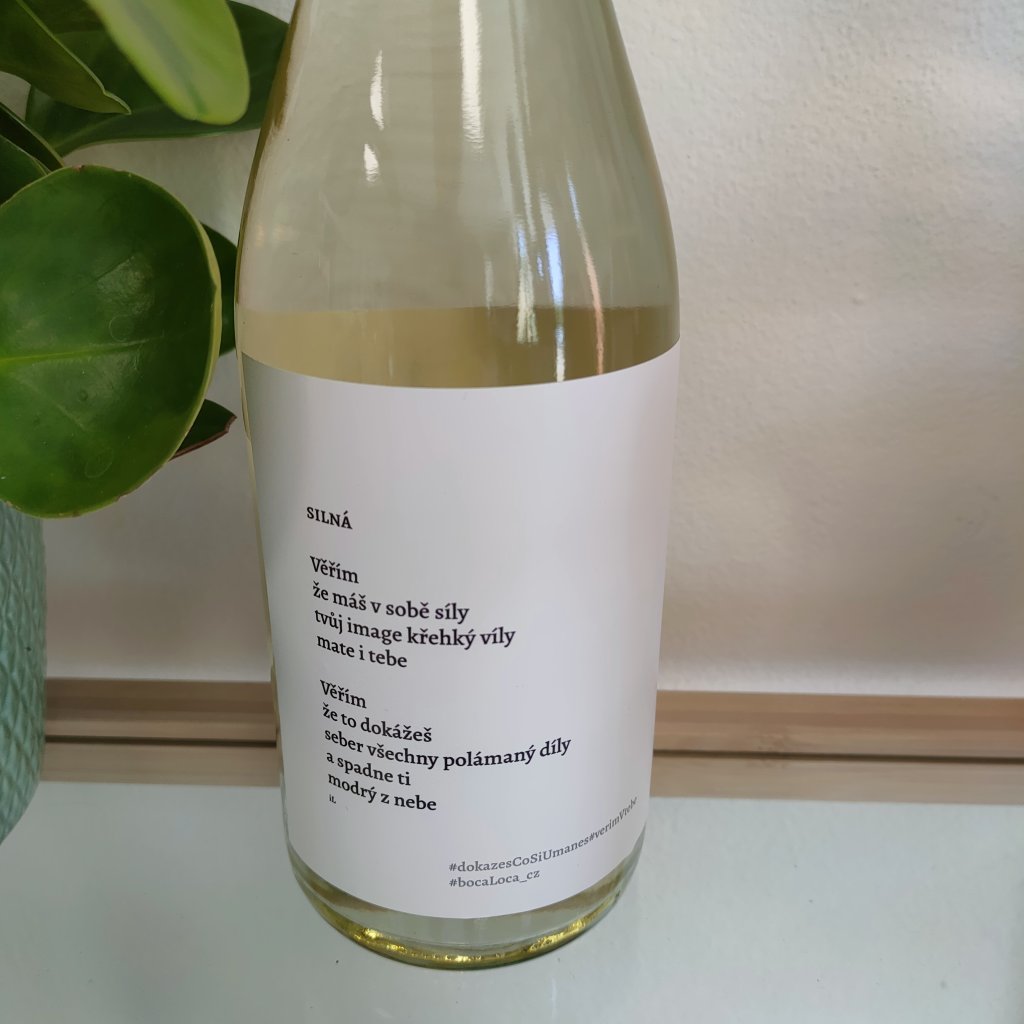 SILNÁ
Věřím
že máš v sobě síly
tvůj image křehký víly
mate i tebe
Věřím
že to dokážeš
seber všechny polámaný díly
a spadne ti
modrý z nebe
it.
#dokazesCoSiUmanes#verimVtebe
#bocaLoca_cz